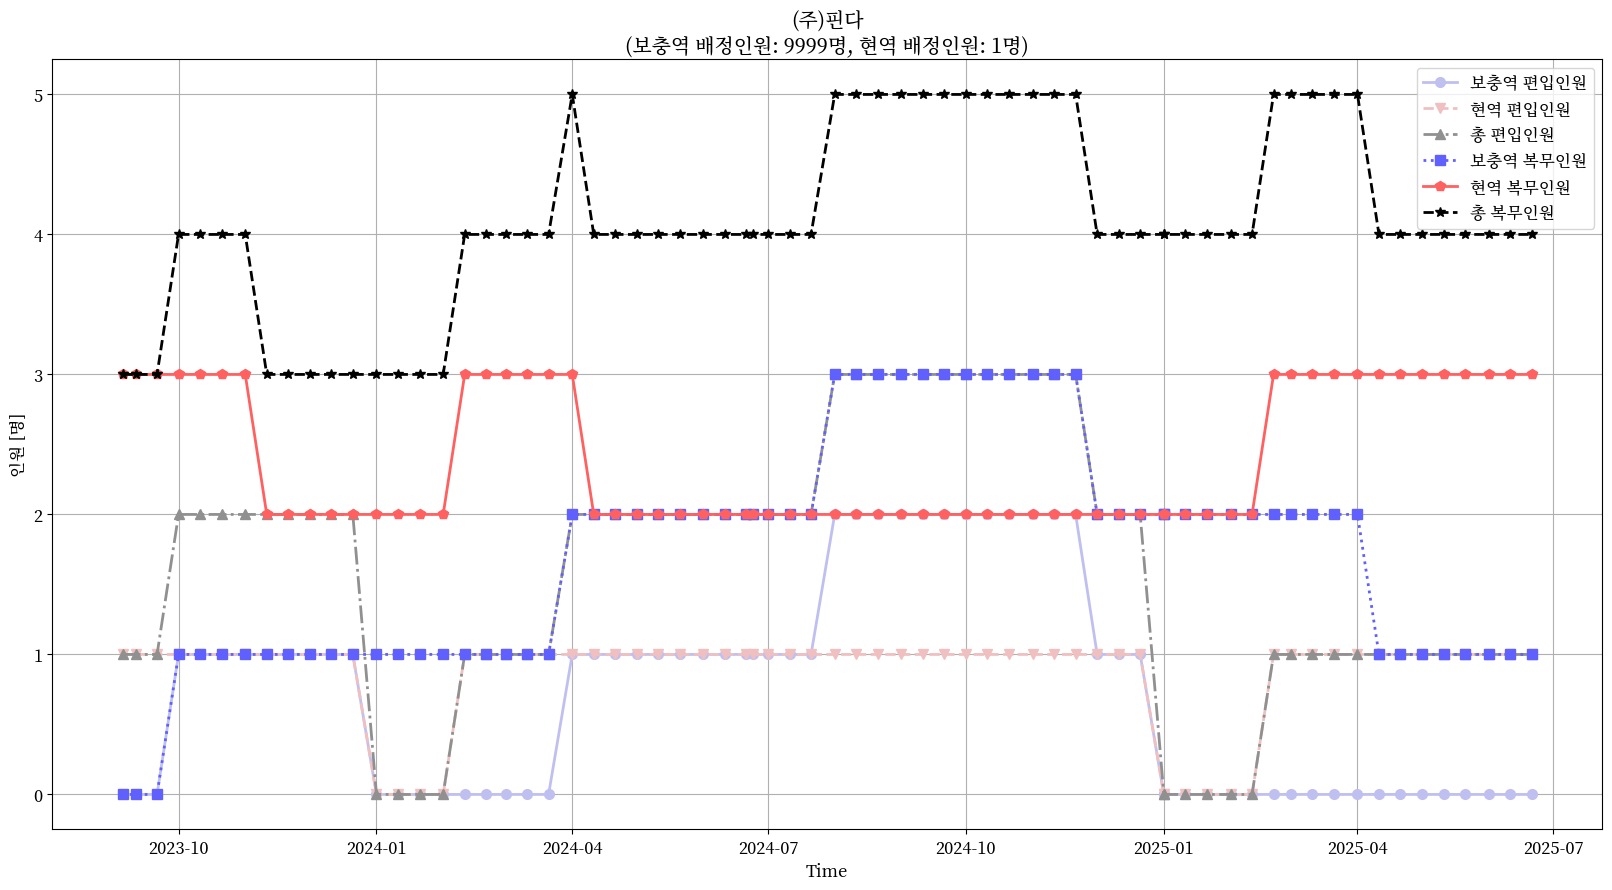 (주)핀다
(보충역 배정인원: 9999명, 현역 배정인원: 1명)
보충역 편입인원
현역 편입인원
총 편입인원
보충역 복무인원
현역 복무인원
총 복무인원
인원 [명]
5
4
3
2
1
0
2023-10 2024-01 2024-04 2024-07 2024-10 2025-01 2025-04 2025-07
Time